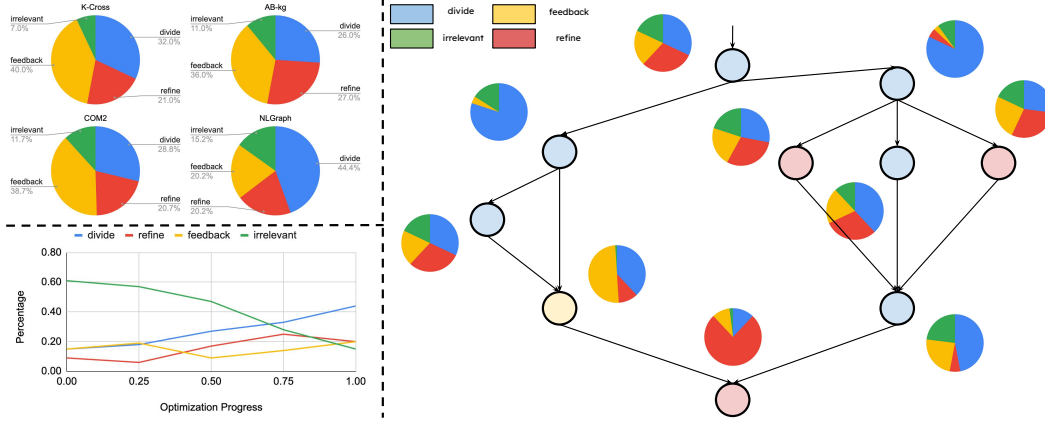 K-Cross
irrelevant
7.0%
divide
32.0%
feedback
40.0%
refine
21.0%
AB-kg
irrelevant
11.0%
divide
26.0%
feedback
36.0%
refine
27.0%
COM2
irrelevant
11.7%
divide
28.8%
feedback
38.7%
refine
20.7%
NLGraph
irrelevant
15.2%
divide
44.4%
feedback
20.2%
refine
20.2%
divide refine feedback irrelevant
0.80
0.60
0.40
0.20
0.00
Percentage
0.00 0.25 0.50 0.75 1.00
Optimization Progress
divide feedback
irrelevant refine